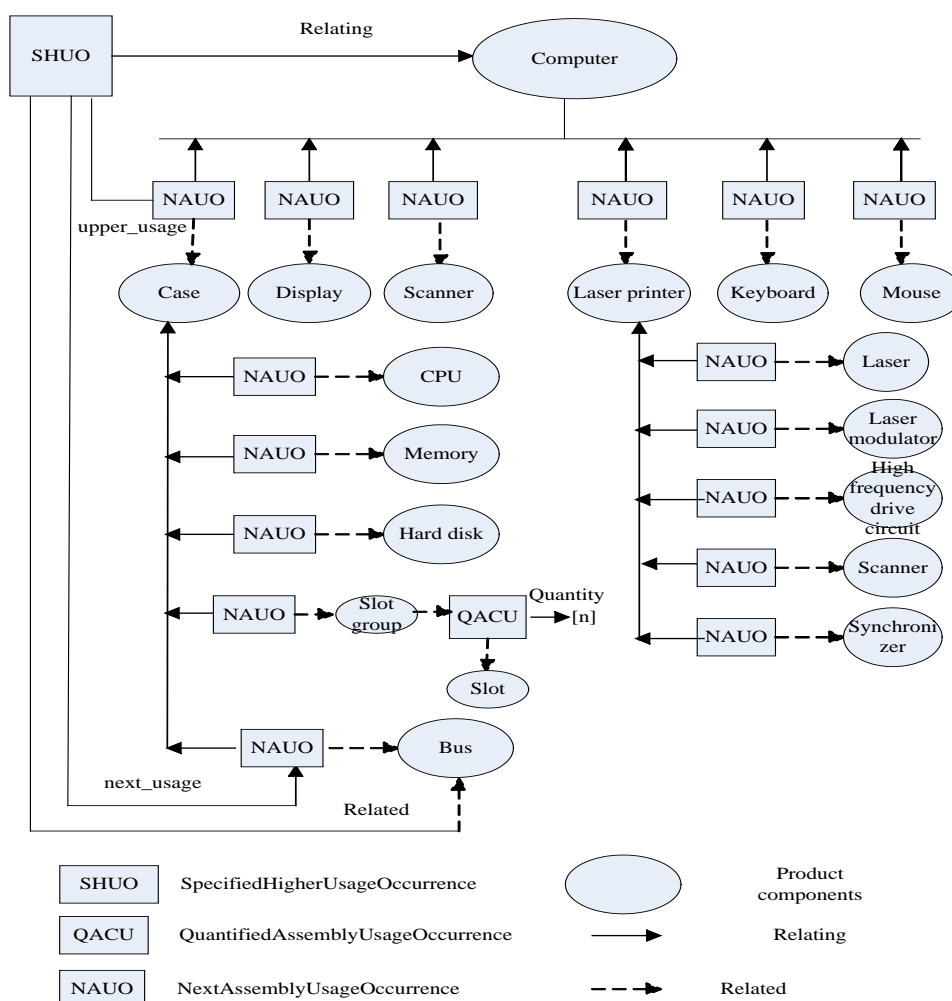 SHUO
Relating
Computer
NAUO
NAUO
NAUO
NAUO
NAUO
NAUO
upper_usage
Case
Display
Scanner
Laser printer
Keyboard
Mouse
NAUO
CPU
NAUO
Laser
NAUO
Memory
NAUO
Laser
modulator
NAUO
Hard disk
NAUO
High
frequency
drive
circuit
NAUO
Slot
group
QACU
Quantity
[n]
Slot
NAUO
Scanner
NAUO
Synchroni
zer
NAUO
Bus
next_usage
Related
SHUO
SpecifiedHigherUsageOccurrence
Product
components
QACU
QuantifiedAssemblyUsageOccurrence
Relating
NAUO
NextAssemblyUsageOccurrence
Related